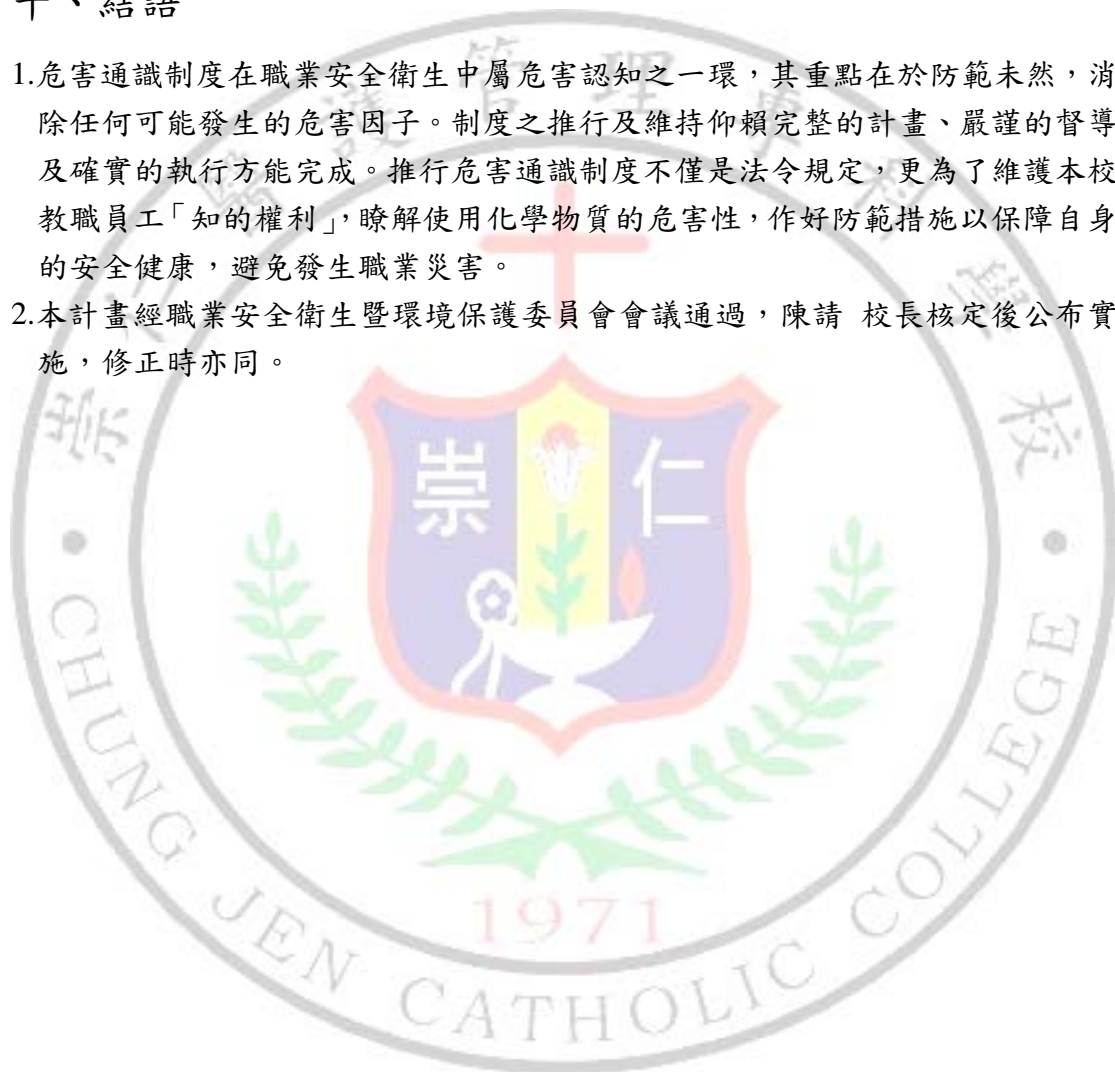 十、結語
1.危害通識制度在職業安全衛生中屬危害認知之一環，其重點在於防範未然，消
除任何可能發生的危害因子。制度之推行及維持仰賴完整的計畫、嚴謹的督導
及確實的執行方能完成。推行危害通識制度不僅是法令規定，更為了維護本校
教職員工「知的權利」，瞭解使用化學物質的危害性，作好防範措施以保障自身
的安全健康，避免發生職業災害。
2.本計畫經職業安全衛生暨環境保護委員會會議通過，陳請 校長核定後公布實
施，修正時亦同。
崇仁醫護管理專科學校
崇 仁
1971
CHUNG JEN CATHOLIC COLLEGE